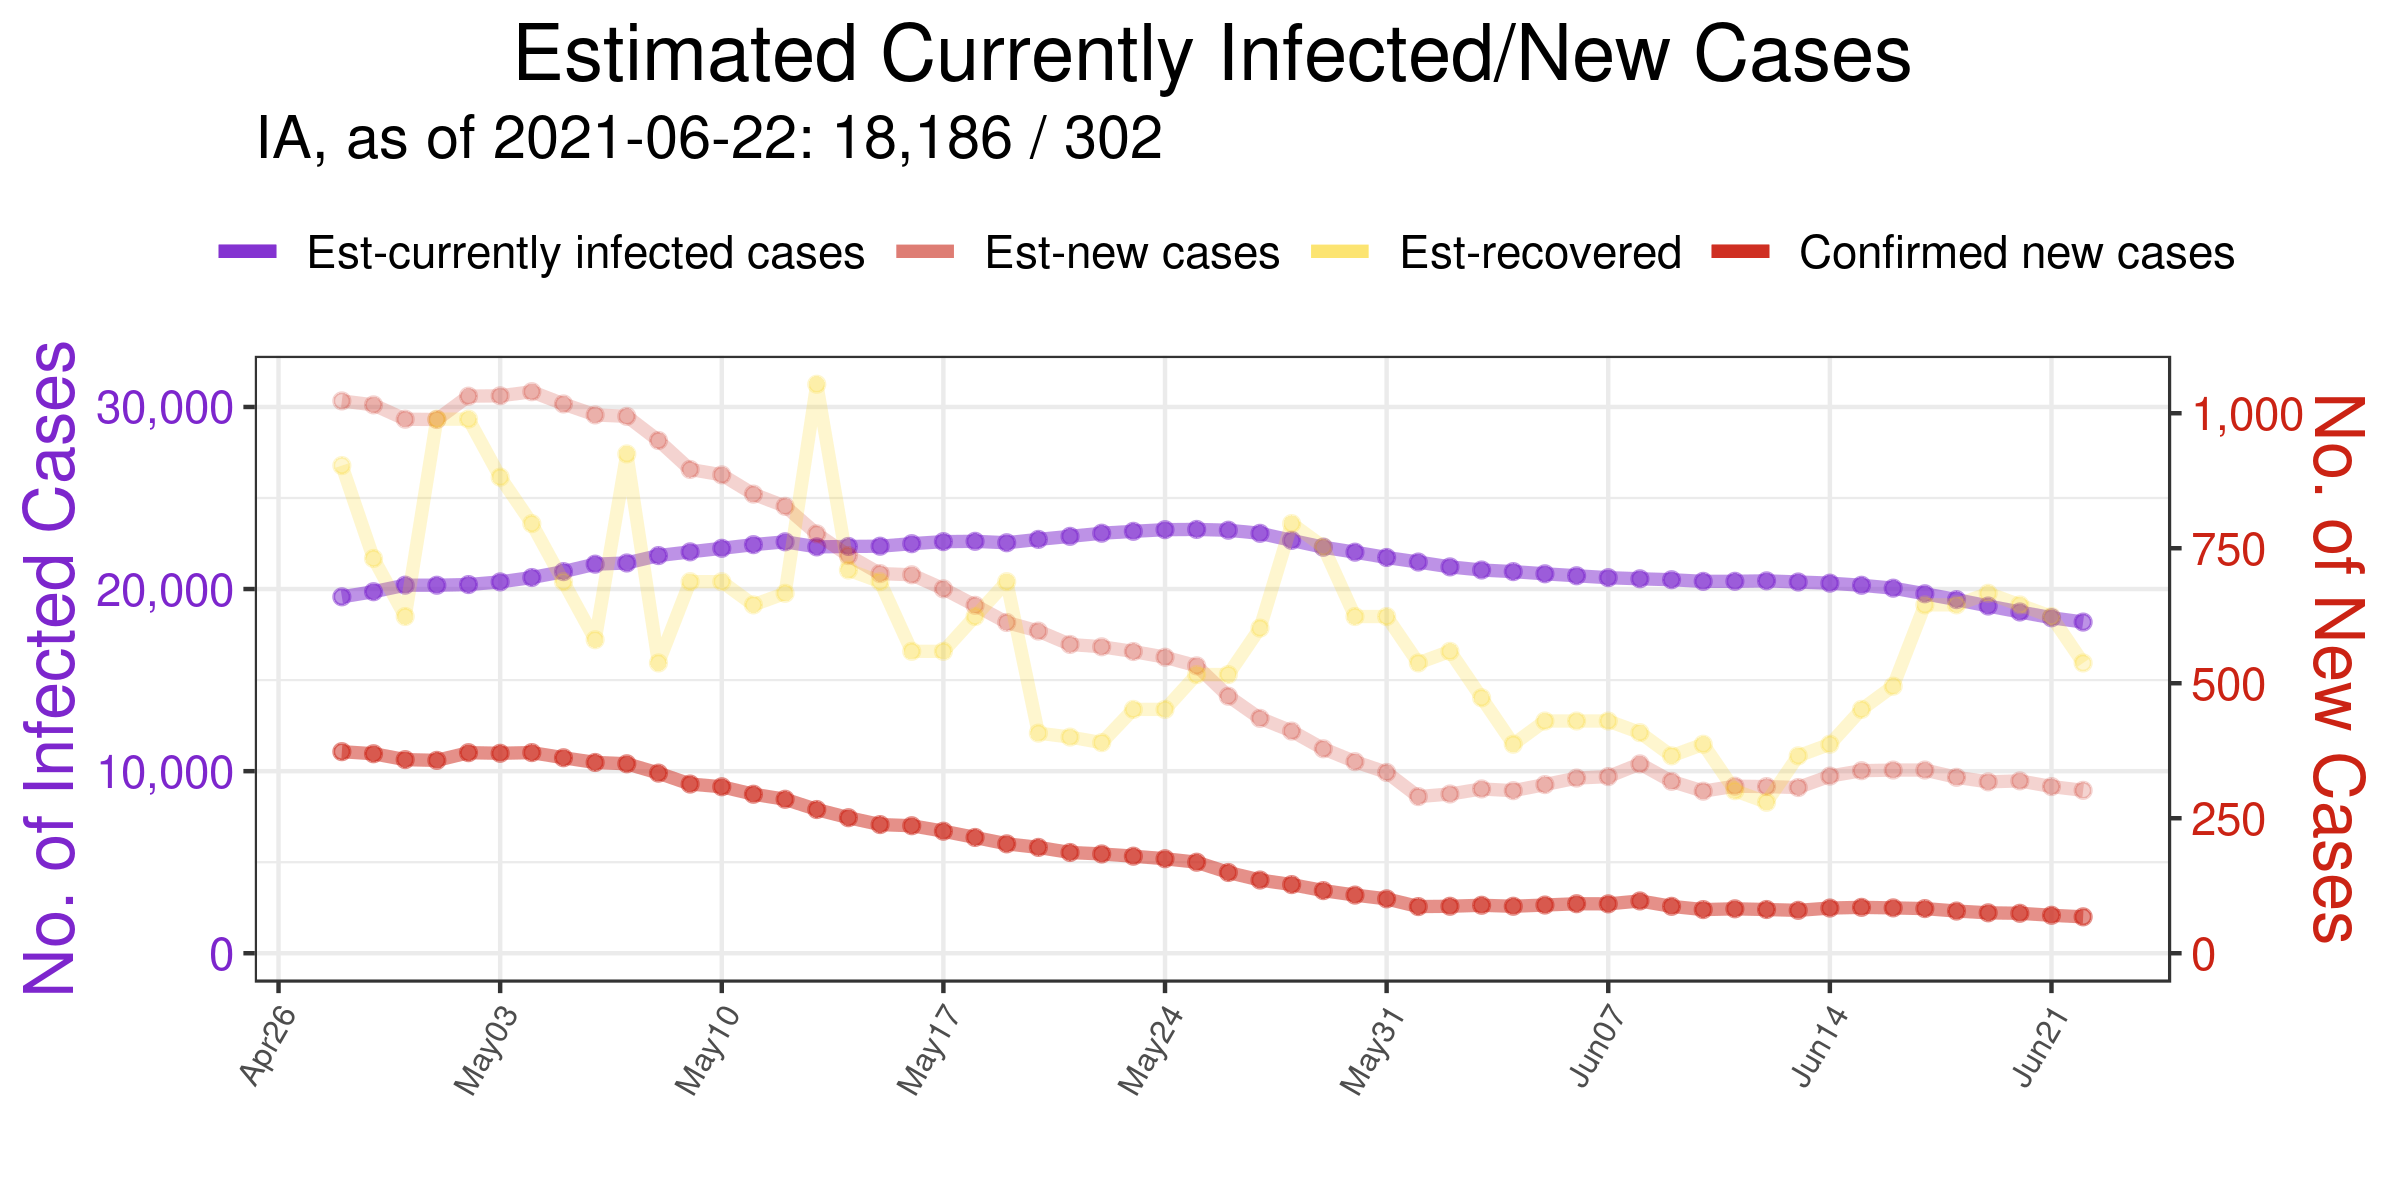 Estimated Currently Infected/New Cases
IA, as of 2021-06-22: 18,186 / 302
Est-currently infected cases Est-new cases Est-recovered Confirmed new cases
No. of Infected Cases
30,000
20,000
10,000
0
1,000
750
500
250
0
No. of New Cases
Apr26 May03 May10 May17 May24 May31 Jun07 Jun14 Jun21